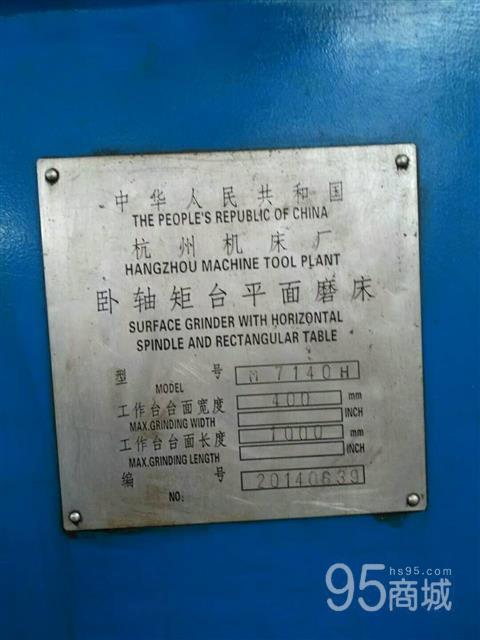 中华人民共和国
THE PEOPLE'S REPUBLIC OF CHINA
杭州机床厂
HANGZHOU MACHINE TOOL PLANT
卧轴矩台平面磨床
SURFACE GRINDER WITH HORIZONTAL
SPINDLE AND RECTANGULAR TABLE
型号 M 7140 H
MODEL
工作台台面宽度 400 mm
MAX.GRINDING WIDTH INCH
工作台台面长度 1000 mm
MAX.GRINDING LENGTH INCH
编号 20140639
NO:
hs95.com
95商城